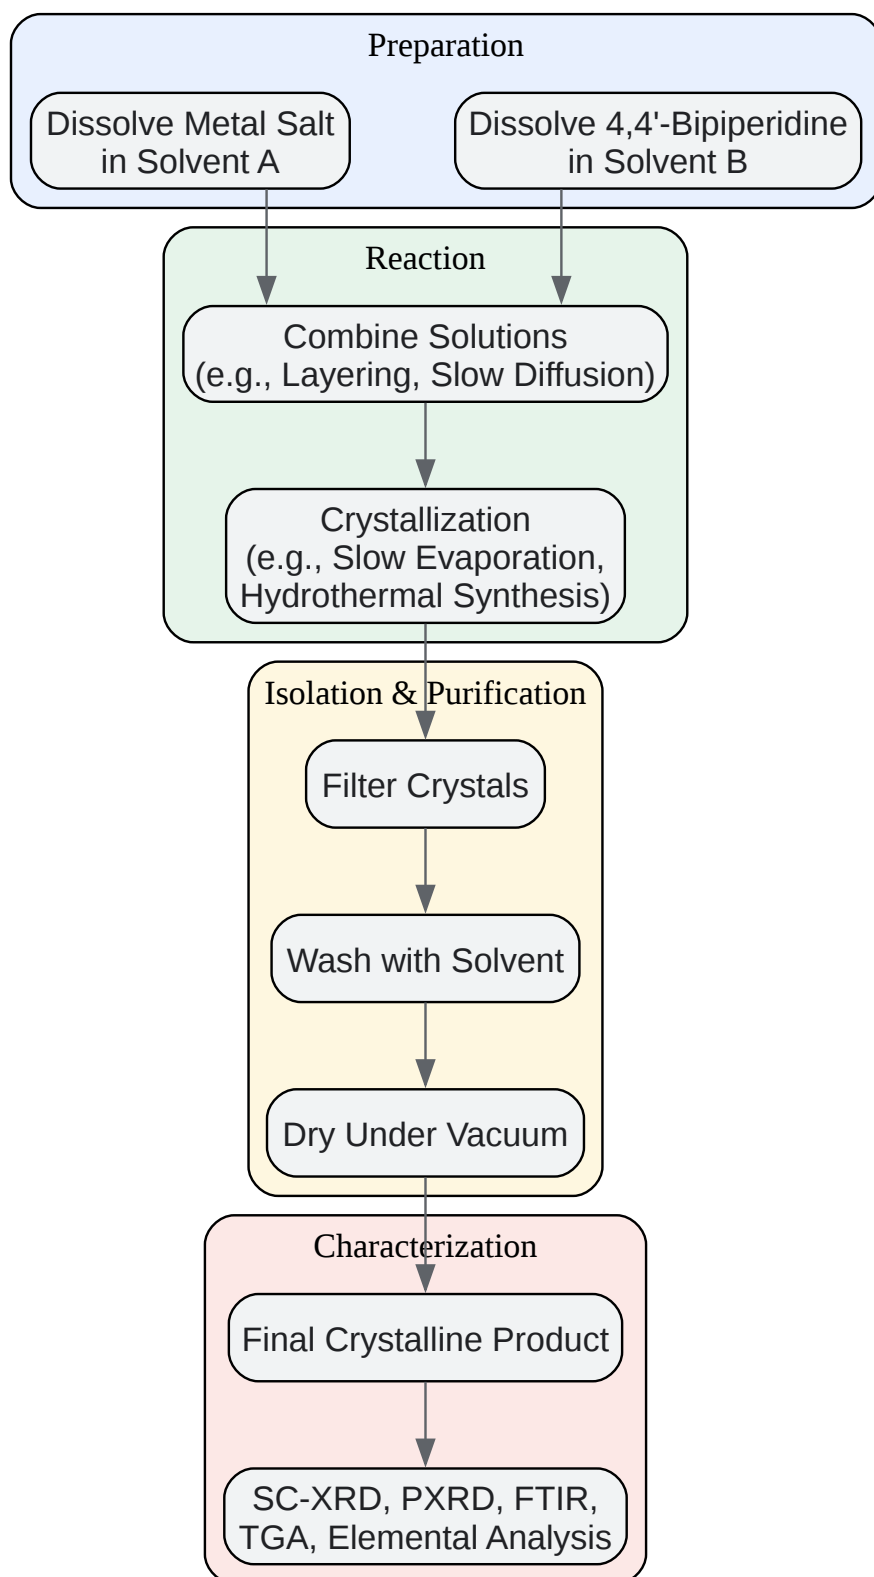 Preparation
Dissolve Metal Salt
in Solvent A
Dissolve 4,4'-Bipiperidine
in Solvent B
Reaction
Combine Solutions
(e.g., Layering, Slow Diffusion)
Crystallization
(e.g., Slow Evaporation,
Hydrothermal Synthesis)
Isolation & Purification
Filter Crystals
Wash with Solvent
Dry Under Vacuum
Characterization
Final Crystalline Product
SC-XRD, PXRD, FTIR,
TGA, Elemental Analysis